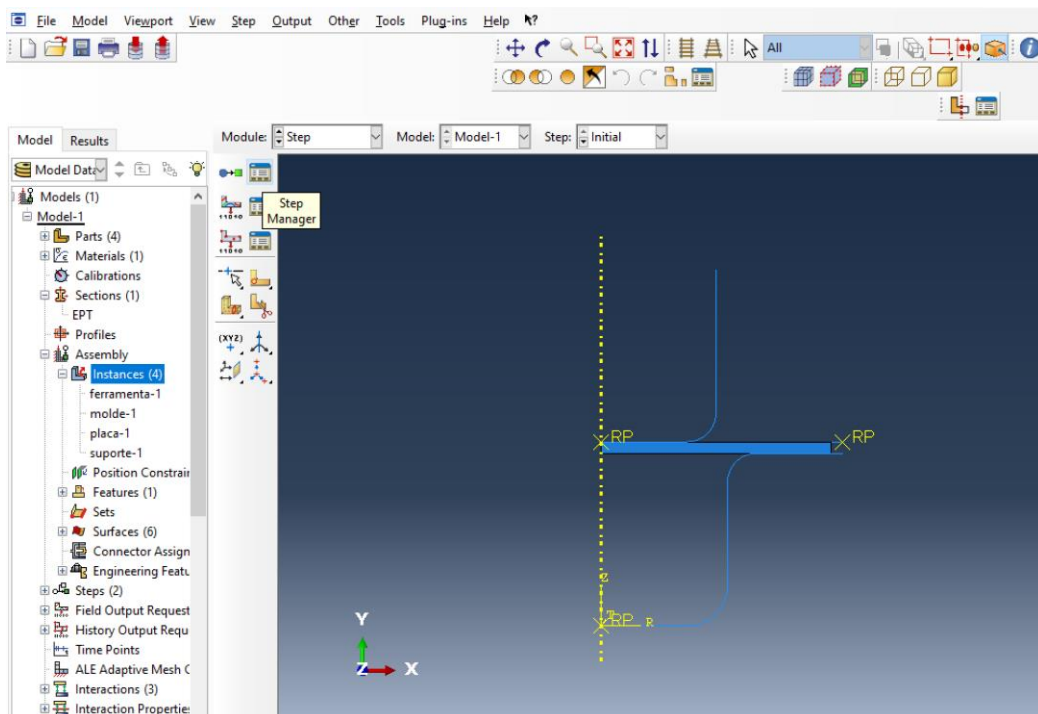 File Model Viewport View Step Output Other Tools Plug-ins Help
All
Model Results
Module: Step Model: Model-1 Step: Initial
Model Data
Step Manager
Models (1)
Model-1
Parts (4)
Materials (1)
Calibrations
Sections (1)
EPT
Profiles
Assembly
Instances (4)
ferramenta-1
molde-1
placa-1
suporte-1
Position Constrair
Features (1)
Sets
Surfaces (6)
Connector Assign
Engineering Featu
Steps (2)
Field Output Request
History Output Requ
Time Points
ALE Adaptive Mesh C
Interactions (3)
Interaction Propertie
(XYZ)
RP
RP
Z
RP R
Y
Z X